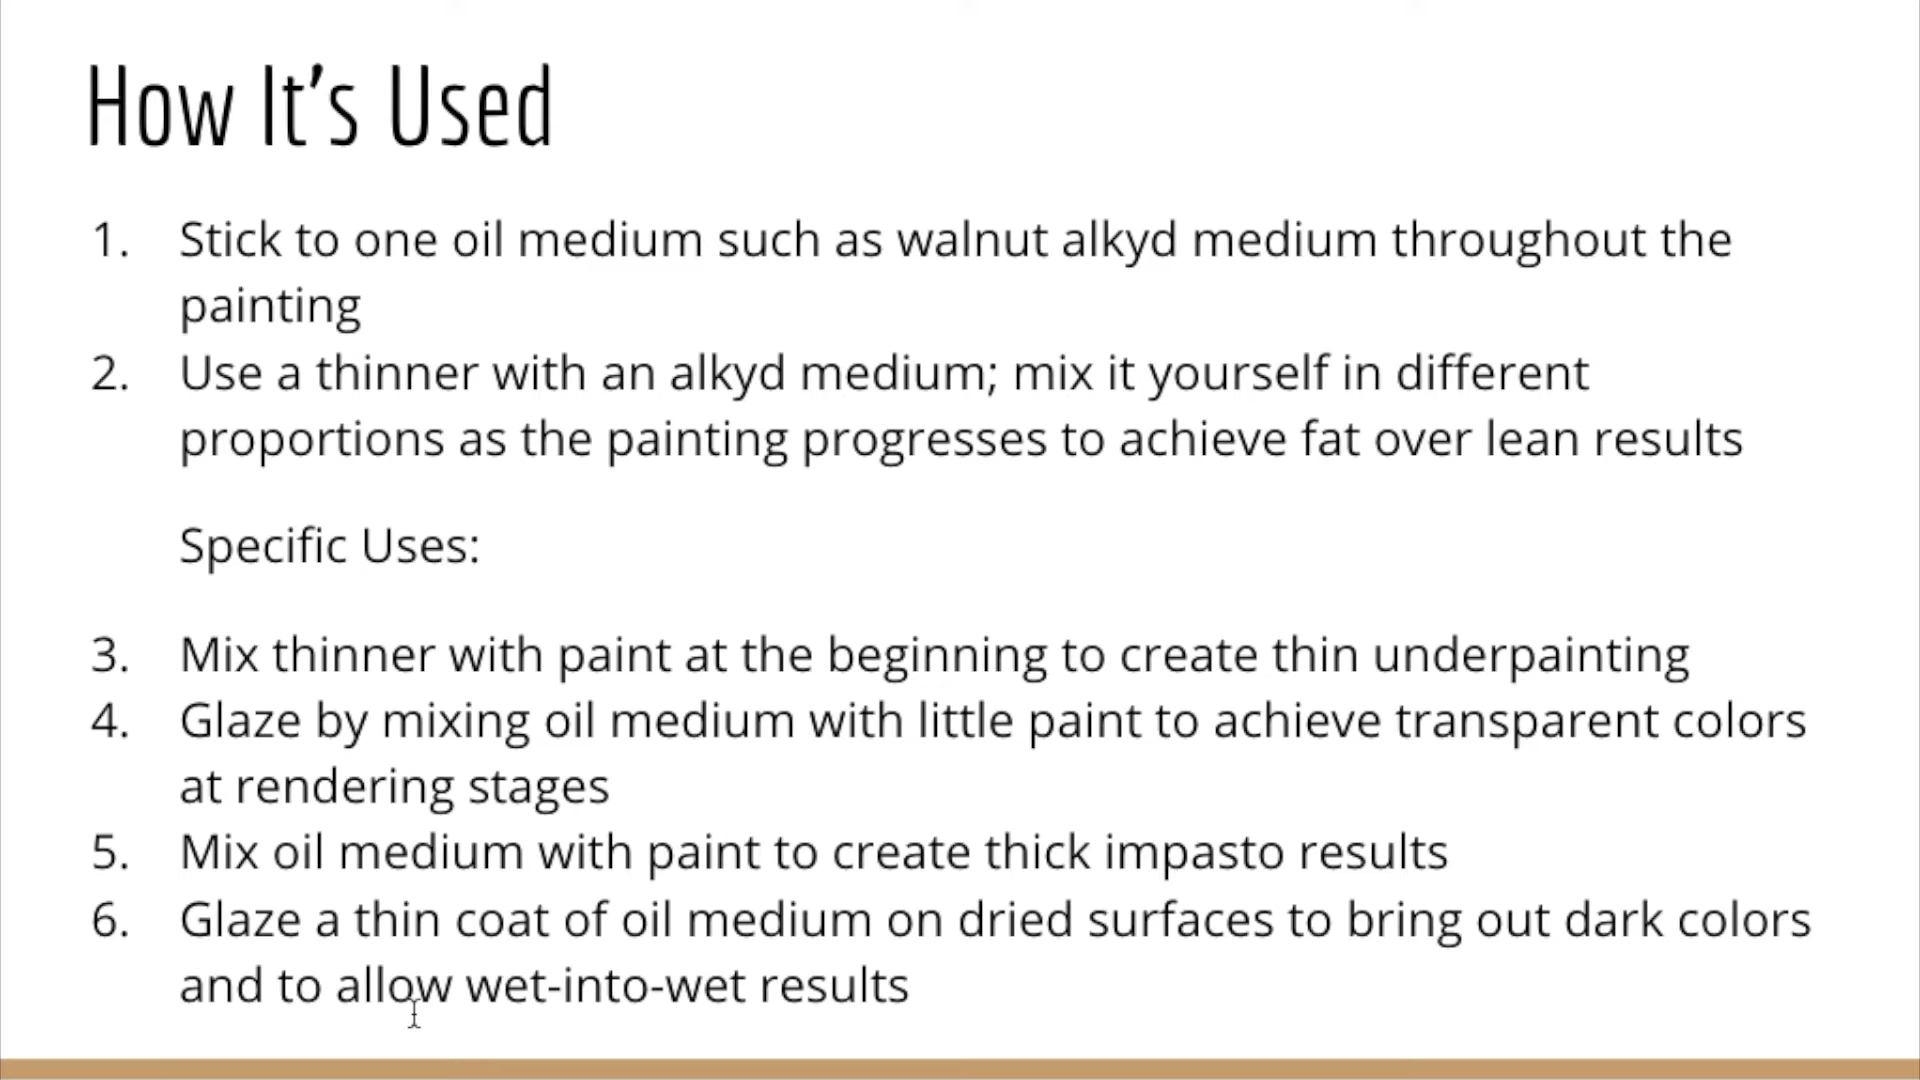 How It’s Used
1. Stick to one oil medium such as walnut alkyd medium throughout the
painting
2. Use a thinner with an alkyd medium; mix it yourself in different
proportions as the painting progresses to achieve fat over lean results
Specific Uses:
3. Mix thinner with paint at the beginning to create thin underpainting
4. Glaze by mixing oil medium with little paint to achieve transparent colors
at rendering stages
5. Mix oil medium with paint to create thick impasto results
6. Glaze a thin coat of oil medium on dried surfaces to bring out dark colors
and to allow wet-into-wet results